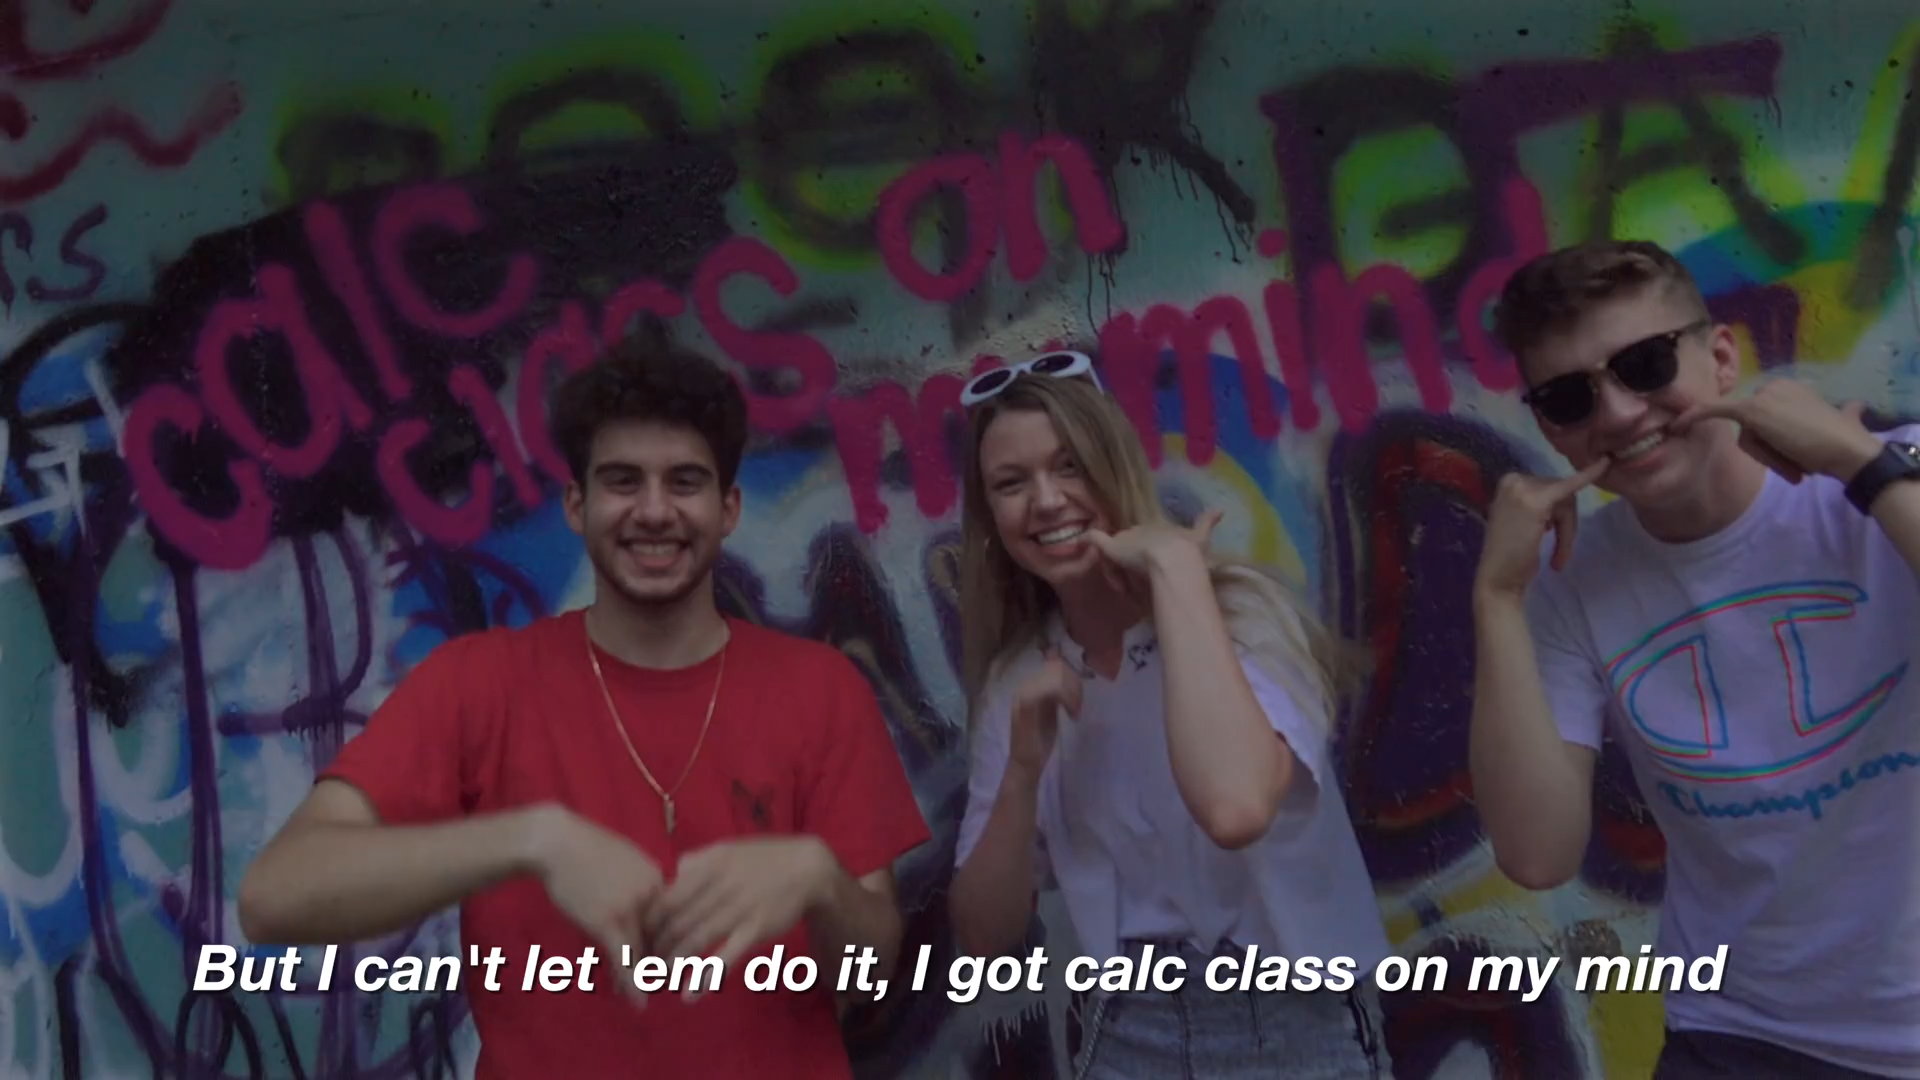 calc
class on
my mind
Champion
But I can't let 'em do it, I got calc class on my mind